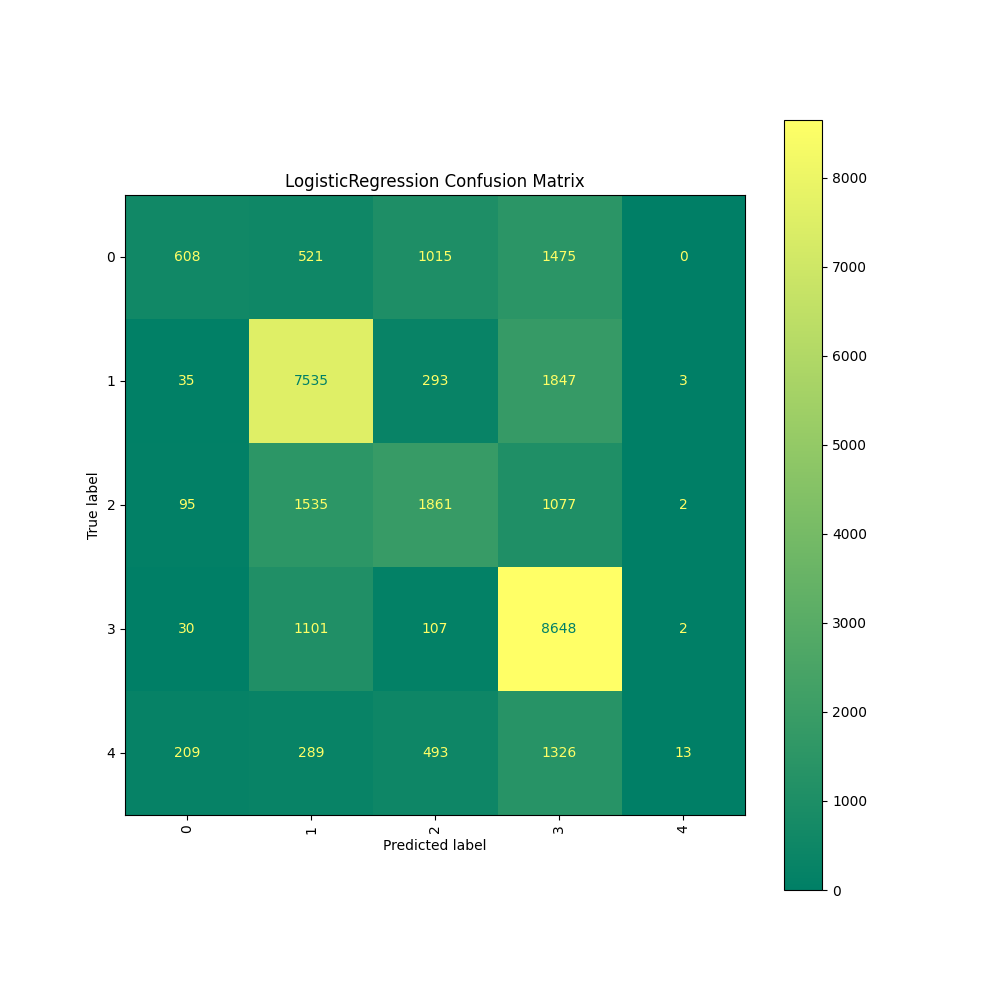 LogisticRegression Confusion Matrix
0 608 521 1015 1475 0
1 35 7535 293 1847 3
2 95 1535 1861 1077 2
3 30 1101 107 8648 2
4 209 289 493 1326 13
0 1 2 3 4
Predicted label
True label
8000
7000
6000
5000
4000
3000
2000
1000
0